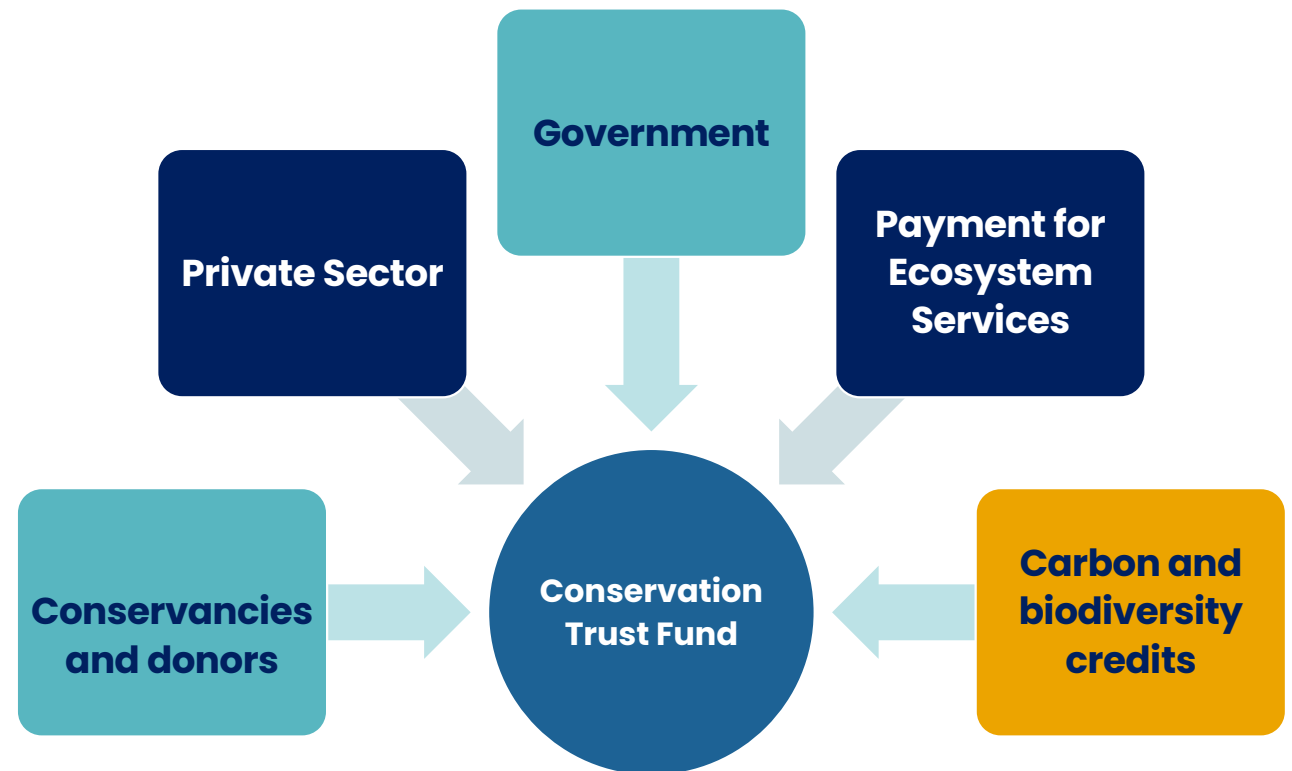 Government
Private Sector
Payment for
Ecosystem
Services
Conservancies
and donors
Conservation
Trust Fund
Carbon and
biodiversity
credits